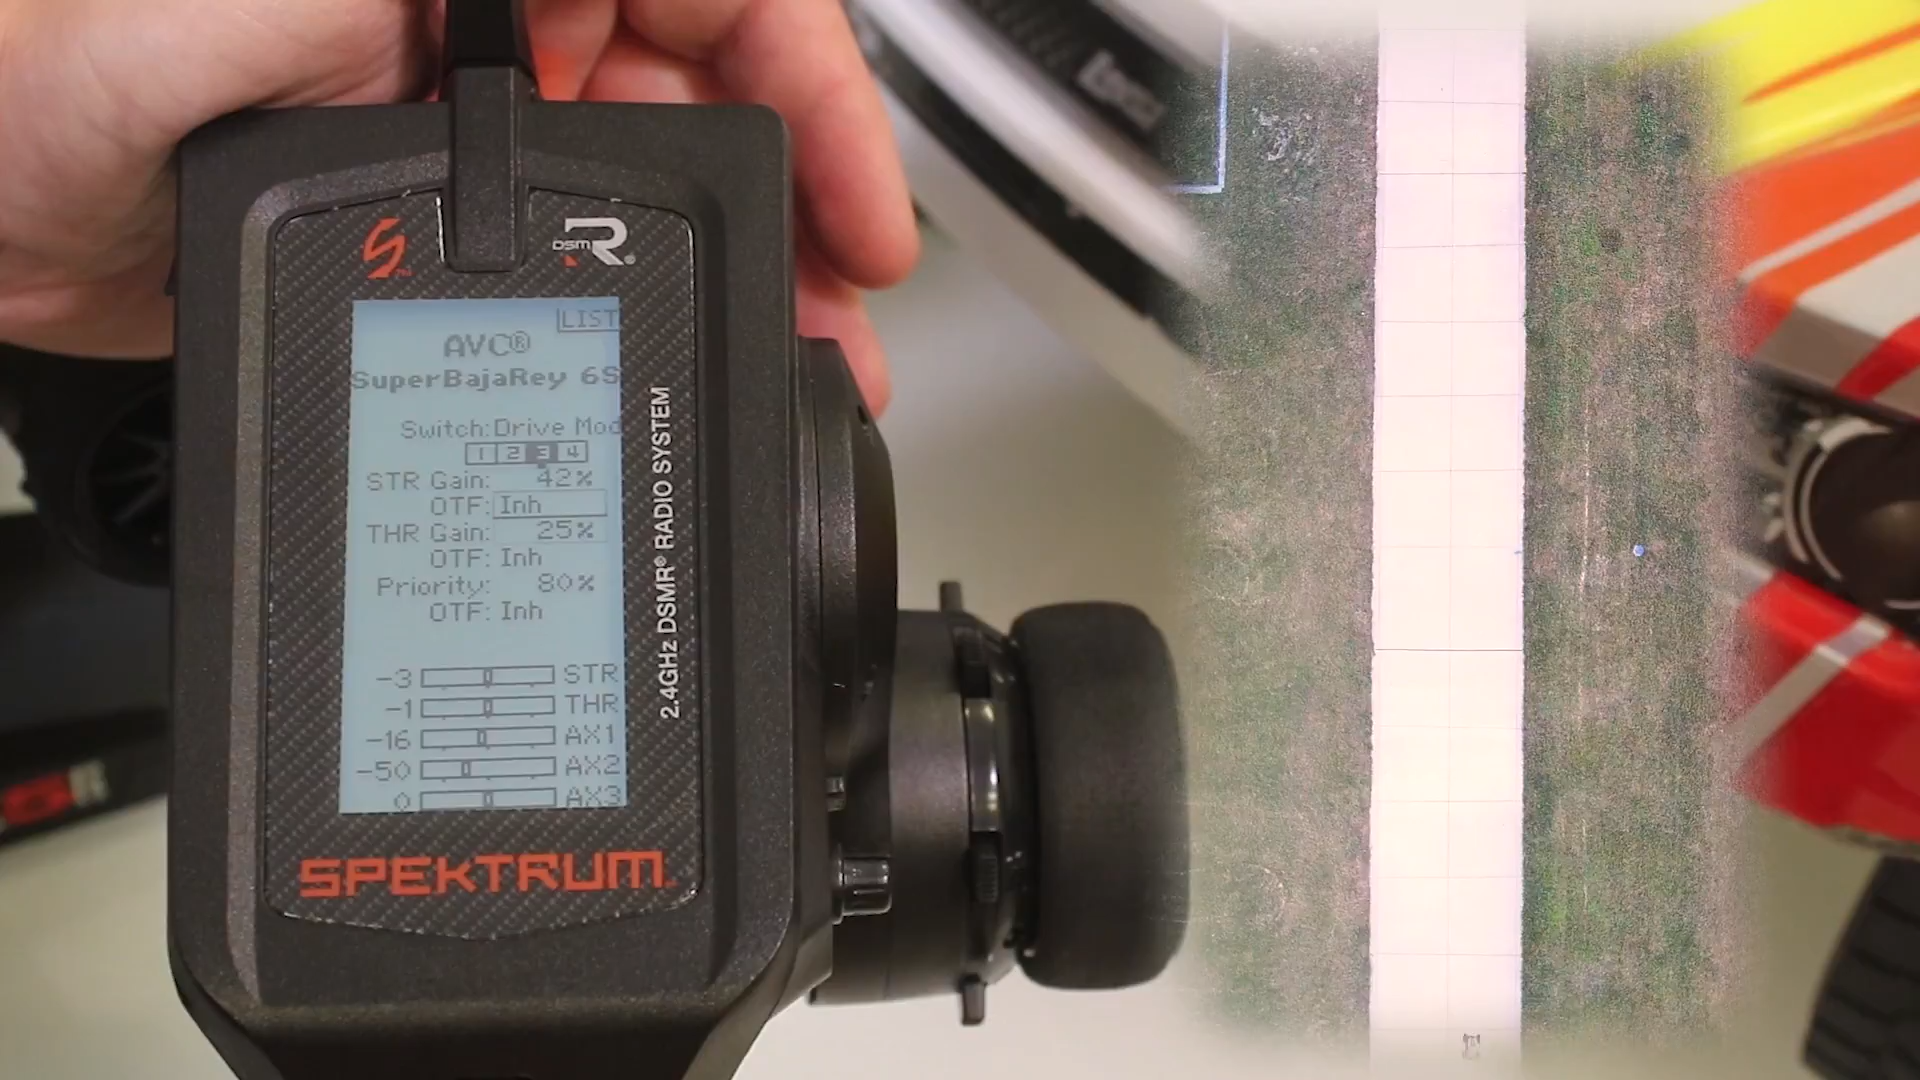 DSM R®
LIST
AVC®
SuperBajaRey 6S
Switch: Drive Mod
1 2 3 4
STR Gain: 42%
OTF: Inh
THR Gain: 25%
OTF: Inh
Priority: 80%
OTF: Inh
-3 STR
-1 THR
-16 AX1
-50 AX2
0 AX3
SPEKTRUM
2.4GHz DSMR® RADIO SYSTEM